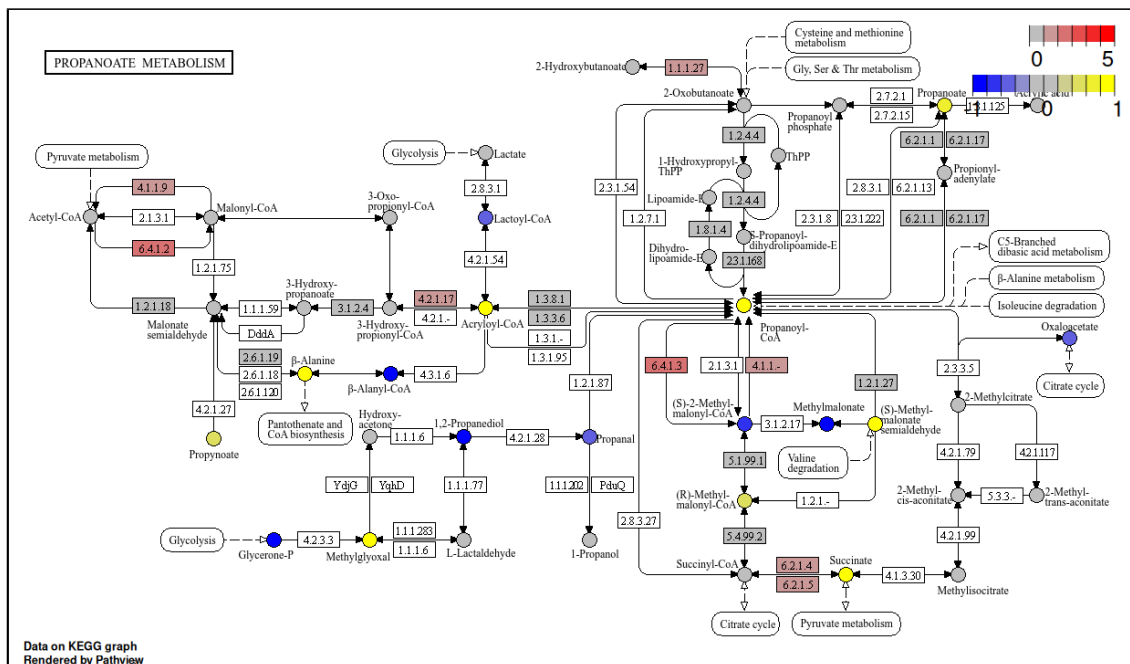 PROPANOATE METABOLISM
Cysteine and methionine
metabolism
Gly, Ser & Thr metabolism
0
5
-1
0
1
2-Hydroxybutanoate
1.1.1.27
2-Oxobutanoate
2.7.2.1
2.7.2.15
Propanoyl
phosphate
Propanoate
Acrylic acid
6.2.1.1
6.2.1.17
Propionyl-
adenylate
6.2.1.1
6.2.1.17
1.2.4.4
ThPP
1-Hydroxypropyl-
ThPP
Lipoamide-E
1.2.4.4
1.8.1.4
Dihydro-
lipoamide-E
S-Propanoyl-
dihydrolipoamide-E
2.3.1.168
2.3.1.54
1.2.7.1
2.3.1.8
2.3.1.222
2.8.3.1
6.2.1.13
C5-Branched
dibasic acid metabolism
β-Alanine metabolism
Isoleucine degradation
Pyruvate metabolism
Glycolysis
Lactate
2.8.3.1
Lactoyl-CoA
4.2.1.54
4.1.1.9
Acetyl-CoA
2.1.3.1
Malonyl-CoA
6.4.1.2
3-Oxo-
propionyl-CoA
1.2.1.75
1.2.1.18
Malonate
semialdehyde
1.1.1.59
DddA
3-Hydroxy-
propanoate
3.1.2.4
3-Hydroxy-
propionyl-CoA
4.2.1.17
4.2.1.-
Acryloyl-CoA
1.3.8.1
1.3.3.6
1.3.1.-
1.3.1.95
Propanoyl-
CoA
2.6.1.19
2.6.1.18
2.6.1.120
β-Alanine
β-Alanyl-CoA
4.3.1.6
1.2.1.87
4.2.1.27
Propynoate
Pantothenate and
CoA biosynthesis
Hydroxy-
acetone
1.1.1.6
1,2-Propanediol
4.2.1.28
Propanal
YdjG
YqhD
1.1.1.77
1.1.1.202
PduQ
Glycolysis
Glycerone-P
4.2.3.3
Methylglyoxal
1.1.1.283
1.1.1.6
L-Lactaldehyde
1-Propanol
6.4.1.3
2.1.3.1
4.1.1.-
1.2.1.27
(S)-2-Methyl-
malonyl-CoA
3.1.2.17
Methylmalonate
(S)-Methyl-
malonate
semialdehyde
Valine
degradation
5.1.99.1
(R)-Methyl-
malonyl-CoA
1.2.1.-
2.8.3.27
5.4.99.2
Succinyl-CoA
6.2.1.4
6.2.1.5
Succinate
4.1.3.30
Methylisocitrate
Citrate cycle
Pyruvate metabolism
Oxaloacetate
2.3.3.5
Citrate cycle
2-Methylcitrate
4.2.1.79
4.2.1.117
2-Methyl-
cis-aconitate
5.3.3.-
2-Methyl-
trans-aconitate
4.2.1.99
Data on KEGG graph
Rendered by Pathview